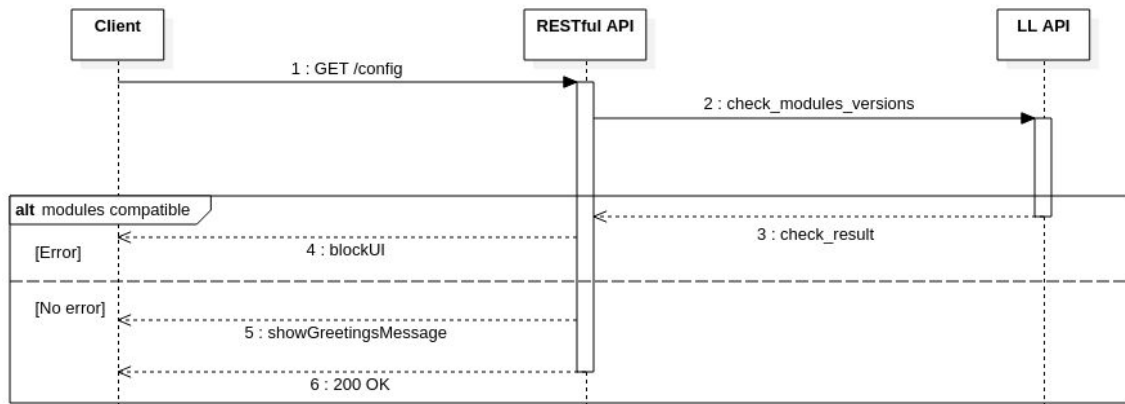 Client
RESTful API
LL API
1 : GET /config
2 : check_modules_versions
alt modules compatible
3 : check_result
[Error]
4 : blockUI
[No error]
5 : showGreetingsMessage
6 : 200 OK